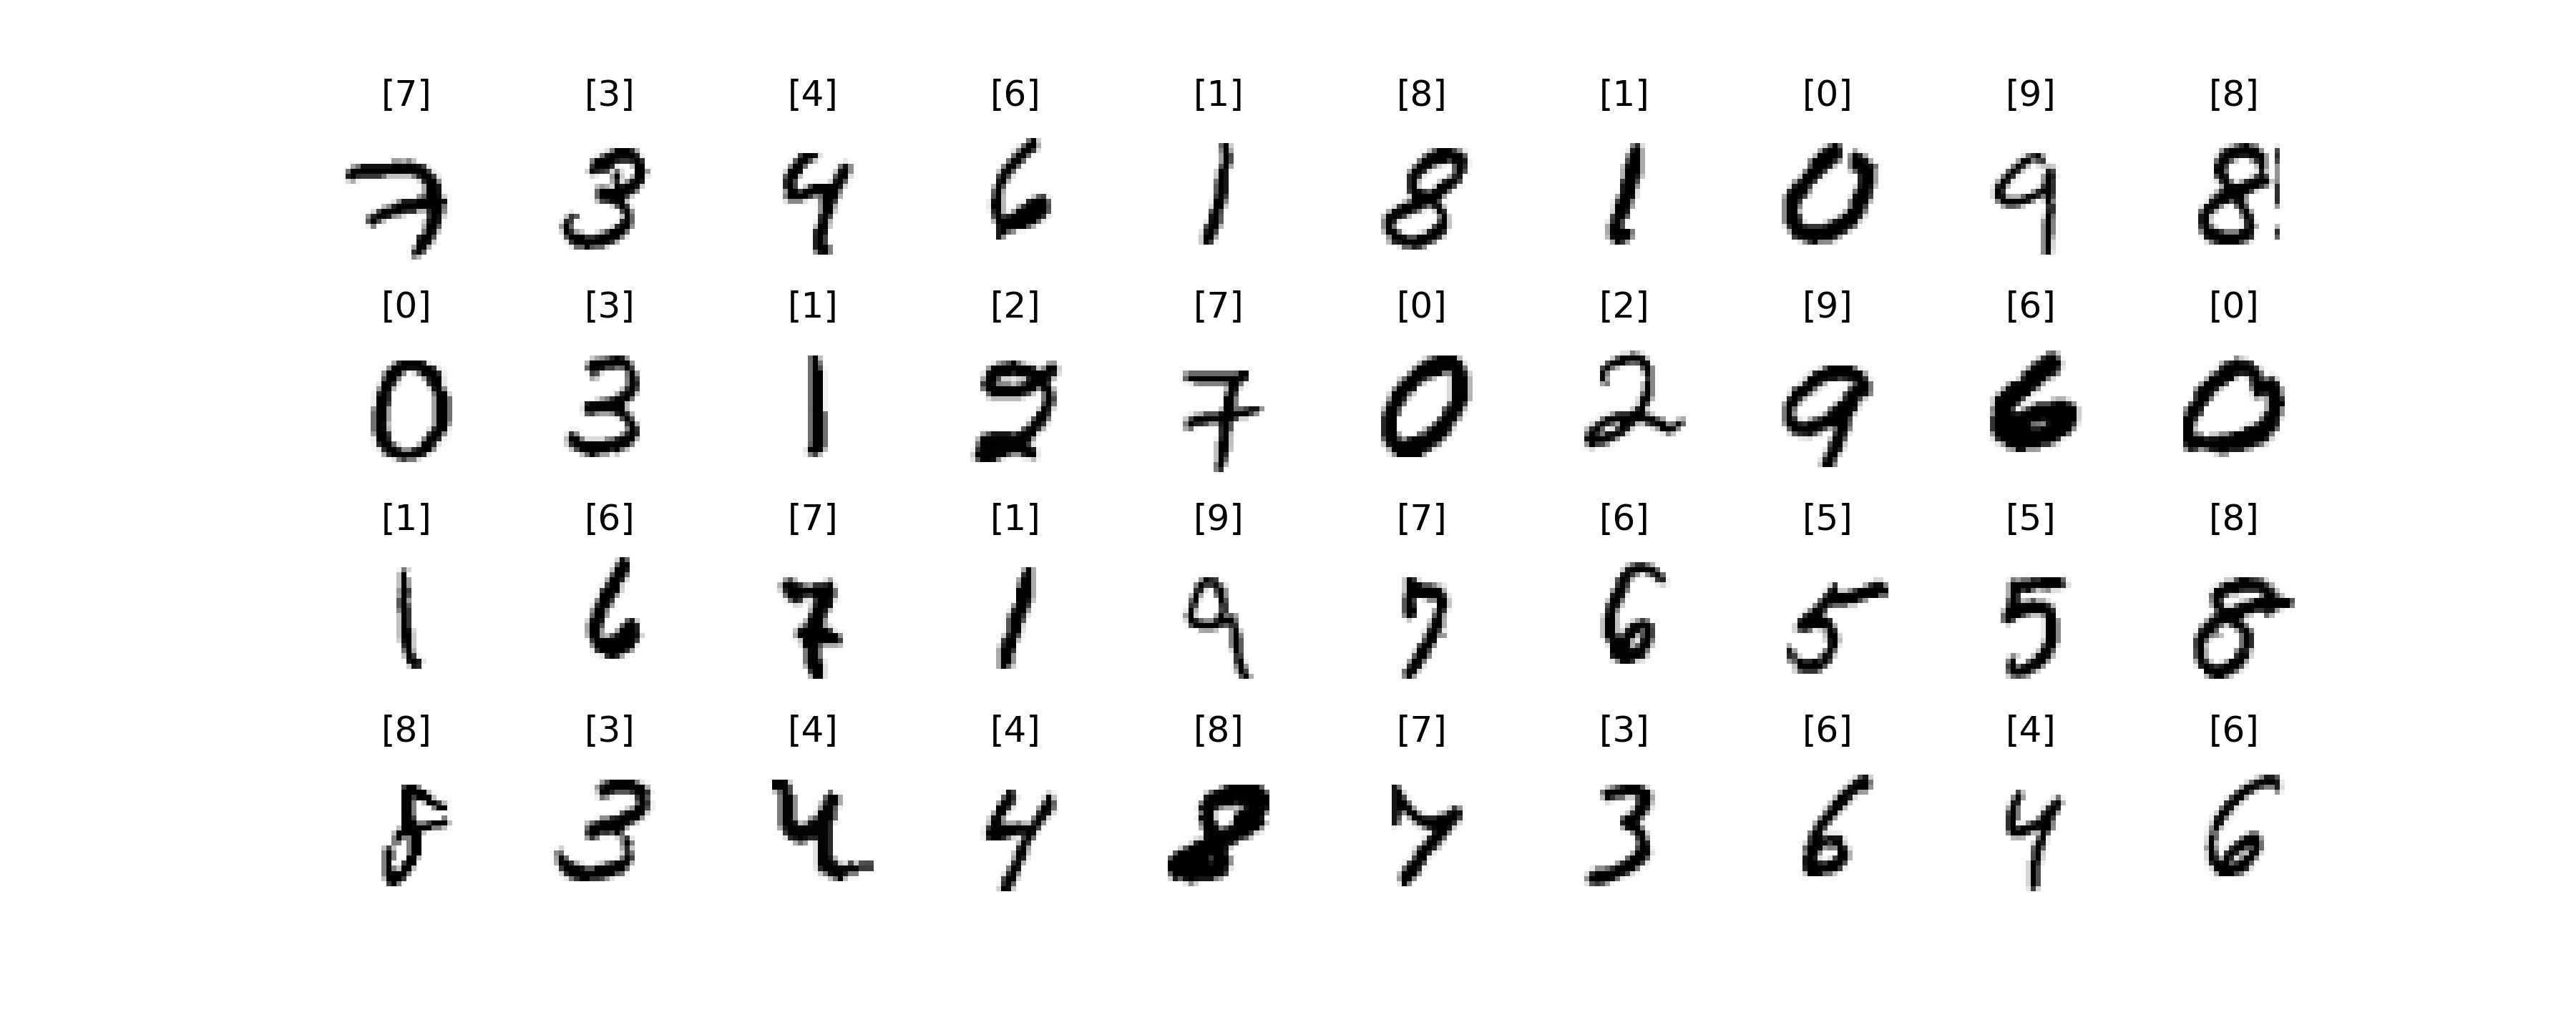 [7] [3] [4] [6] [1] [8] [1] [0] [9] [8]
7 3 4 6 1 8 1 0 9 8
[0] [3] [1] [2] [7] [0] [2] [9] [6] [0]
0 3 1 2 7 0 2 9 6 0
[1] [6] [7] [1] [9] [7] [6] [5] [5] [8]
1 6 7 1 9 7 6 5 5 8
[8] [3] [4] [4] [8] [7] [3] [6] [4] [6]
8 3 4 4 8 7 3 6 4 6